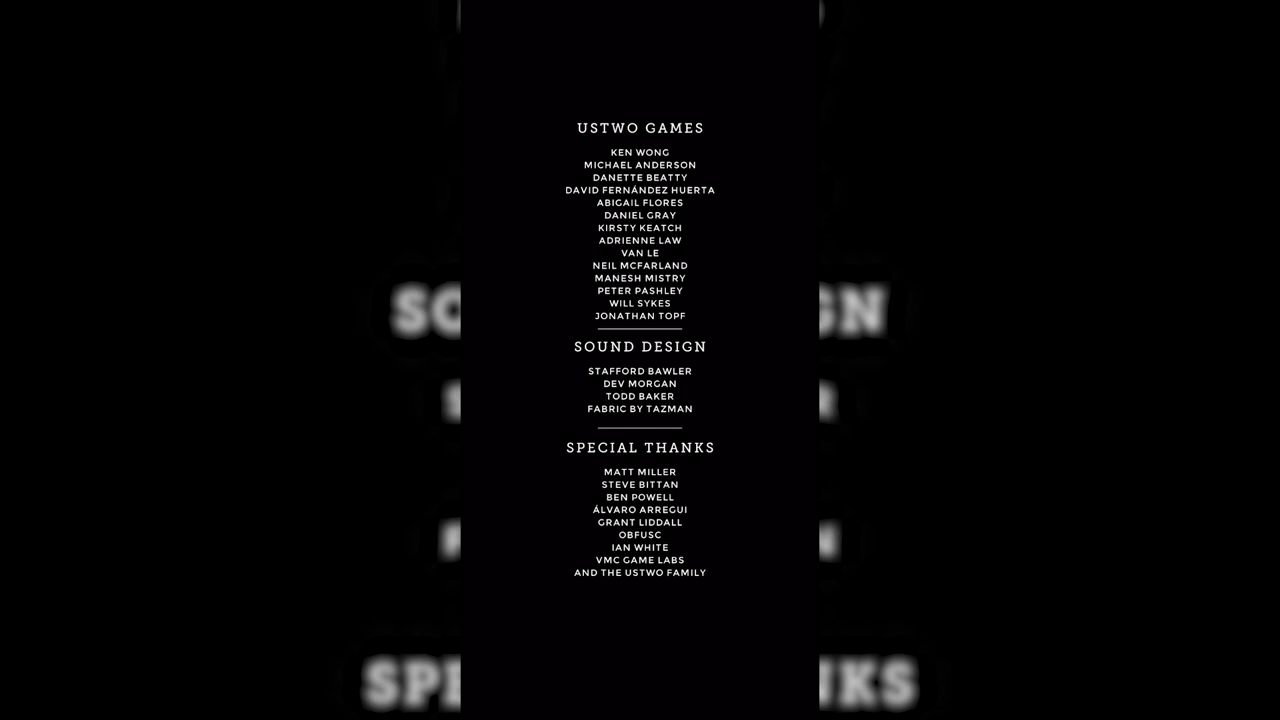 USTWO GAMES
KEN WONG
MICHAEL ANDERSON
DANETTE BEATTY
DAVID FERNÁNDEZ HUERTA
ABIGAIL FLORES
DANIEL GRAY
KIRSTY KEATCH
ADRIENNE LAW
VAN LE
NEIL MCFARLAND
MANESH MISTRY
PETER PASHLEY
WILL SYKES
JONATHAN TOPF
SOUND DESIGN
STAFFORD BAWLER
DEV MORGAN
TODD BAKER
FABRIC BY TAZMAN
SPECIAL THANKS
MATT MILLER
STEVE BITTAN
BEN POWELL
ÁLVARO ARREGUI
GRANT LIDDALL
OBFUSC
IAN WHITE
VMC GAME LABS
AND THE USTWO FAMILY